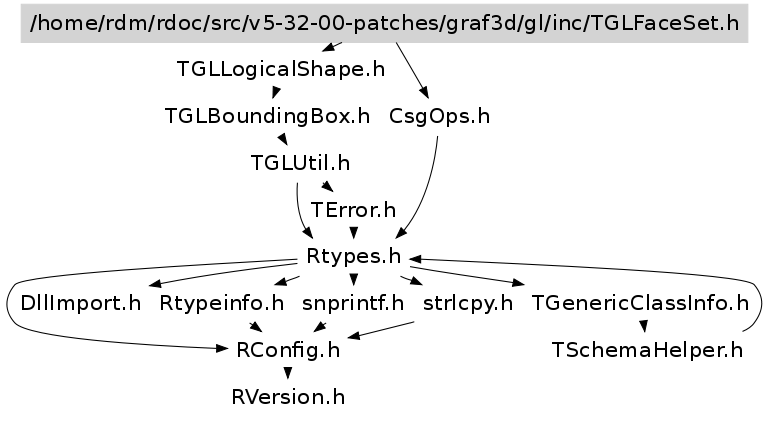 /home/rdm/rdoc/src/v5-32-00-patches/graf3d/gl/inc/TGLFaceSet.h
TGLLogicalShape.h
TGLBoundingBox.h CsgOps.h
TGLUtil.h
TError.h
Rtypes.h
DllImport.h Rtypeinfo.h snprintf.h strlcpy.h TGenericClassInfo.h
RConfig.h TSchemaHelper.h
RVersion.h